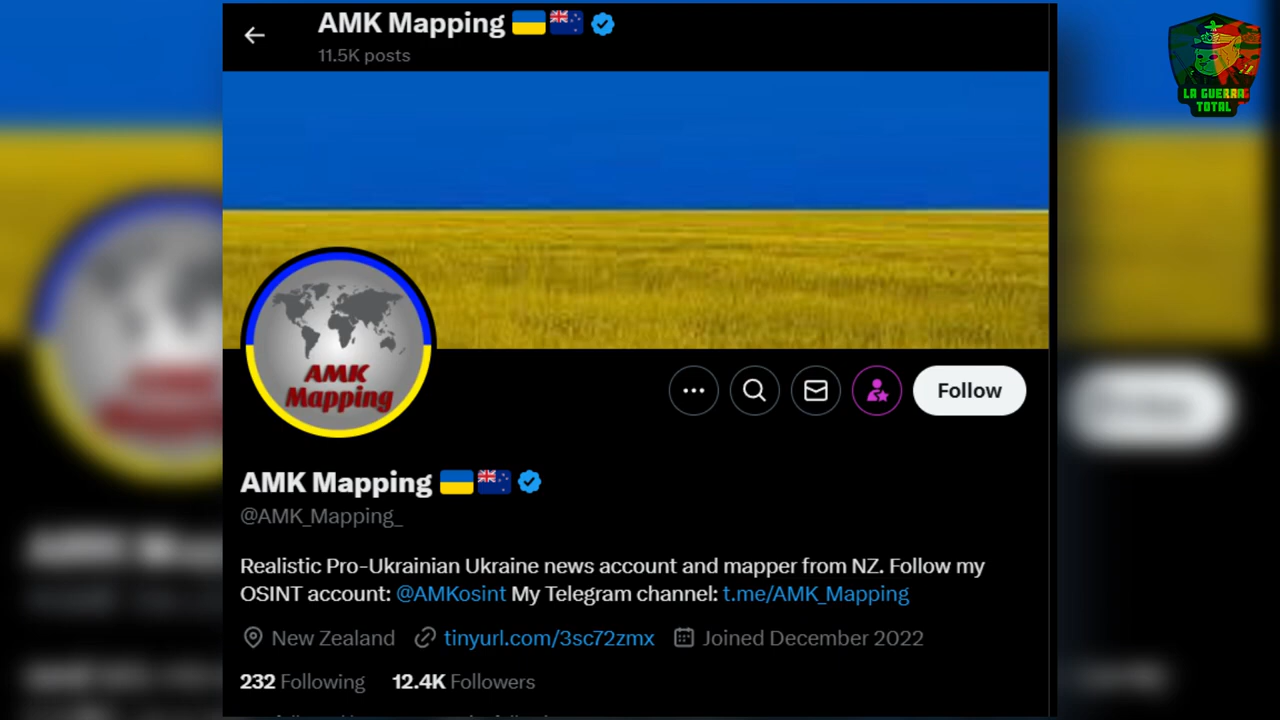 AMK Mapping
11.5K posts
LA GUERRA
TOTAL
AMK
Mapping
Follow
AMK Mapping
@AMK_Mapping_
Realistic Pro-Ukrainian Ukraine news account and mapper from NZ. Follow my
OSINT account: @AMKosint My Telegram channel: t.me/AMK_Mapping
New Zealand tinyurl.com/3sc72zmx Joined December 2022
232 Following 12.4K Followers